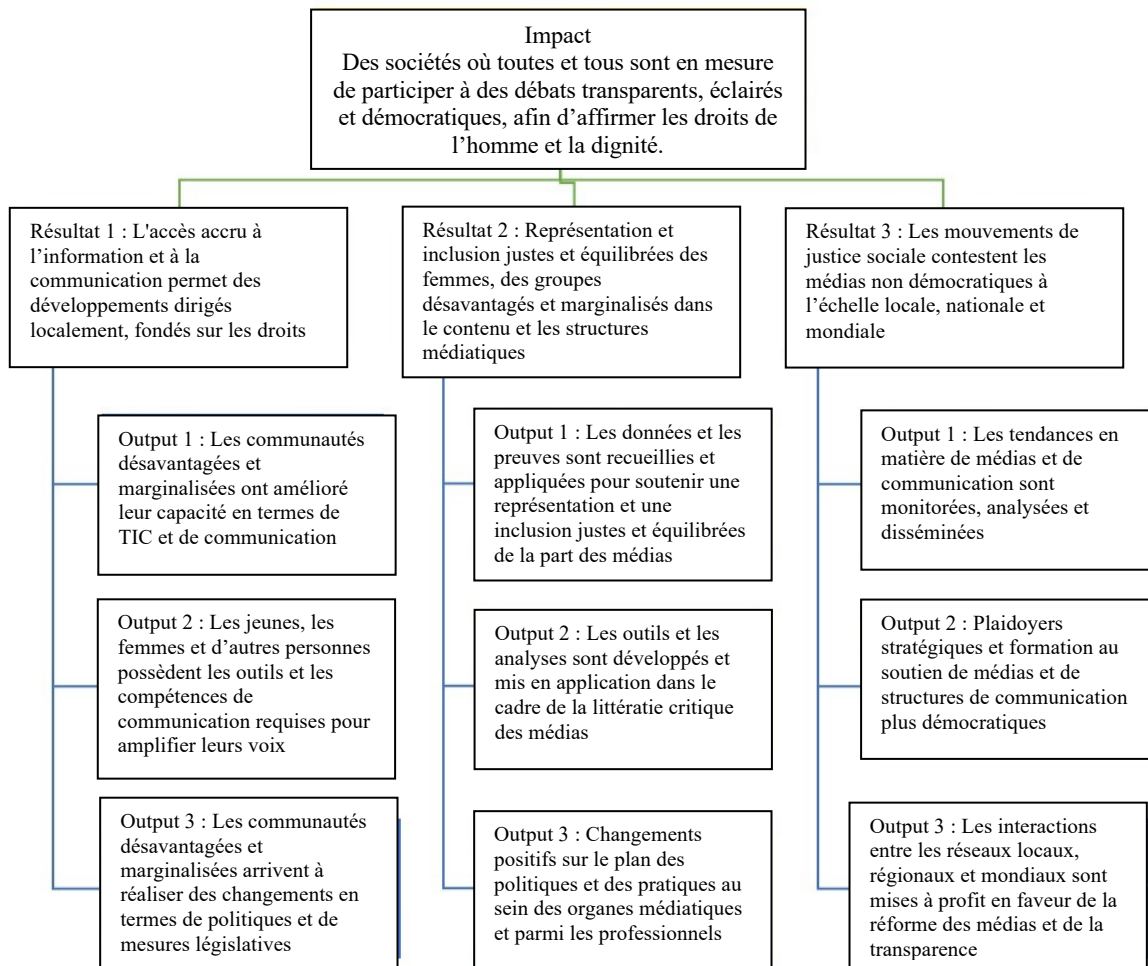 Impact
Des sociétés où toutes et tous sont en mesure
de participer à des débats transparents, éclairés
et démocratiques, afin d’affirmer les droits de
l’homme et la dignité.
Résultat 1 : L'accès accru à
l’information et à la
communication permet des
développements dirigés
localement, fondés sur les droits
Résultat 2 : Représentation et
inclusion justes et équilibrées des
femmes, des groupes
désavantagés et marginalisés dans
le contenu et les structures
médiatiques
Résultat 3 : Les mouvements de
justice sociale contestent les
médias non démocratiques à
l’échelle locale, nationale et
mondiale
Output 1 : Les communautés
désavantagées et
marginalisées ont amélioré
leur capacité en termes de
TIC et de communication
Output 1 : Les données et les
preuves sont recueillies et
appliquées pour soutenir une
représentation et une
inclusion justes et équilibrées
de la part des médias
Output 1 : Les tendances en
matière de médias et de
communication sont
monitorées, analysées et
disséminées
Output 2 : Les jeunes, les
femmes et d’autres personnes
possèdent les outils et les
compétences de
communication requises pour
amplifier leurs voix
Output 2 : Les outils et les
analyses sont développés et
mis en application dans le
cadre de la littératie critique
des médias
Output 2 : Plaidoyers
stratégiques et formation au
soutien de médias et de
structures de communication
plus démocratiques
Output 3 : Les communautés
désavantagées et
marginalisées arrivent à
réaliser des changements en
termes de politiques et de
mesures législatives
Output 3 : Changements
positifs sur le plan des
politiques et des pratiques au
sein des organes médiatiques
et parmi les professionnels
Output 3 : Les interactions
entre les réseaux locaux,
régionaux et mondiaux sont
mises à profit en faveur de la
réforme des médias et de la
transparence